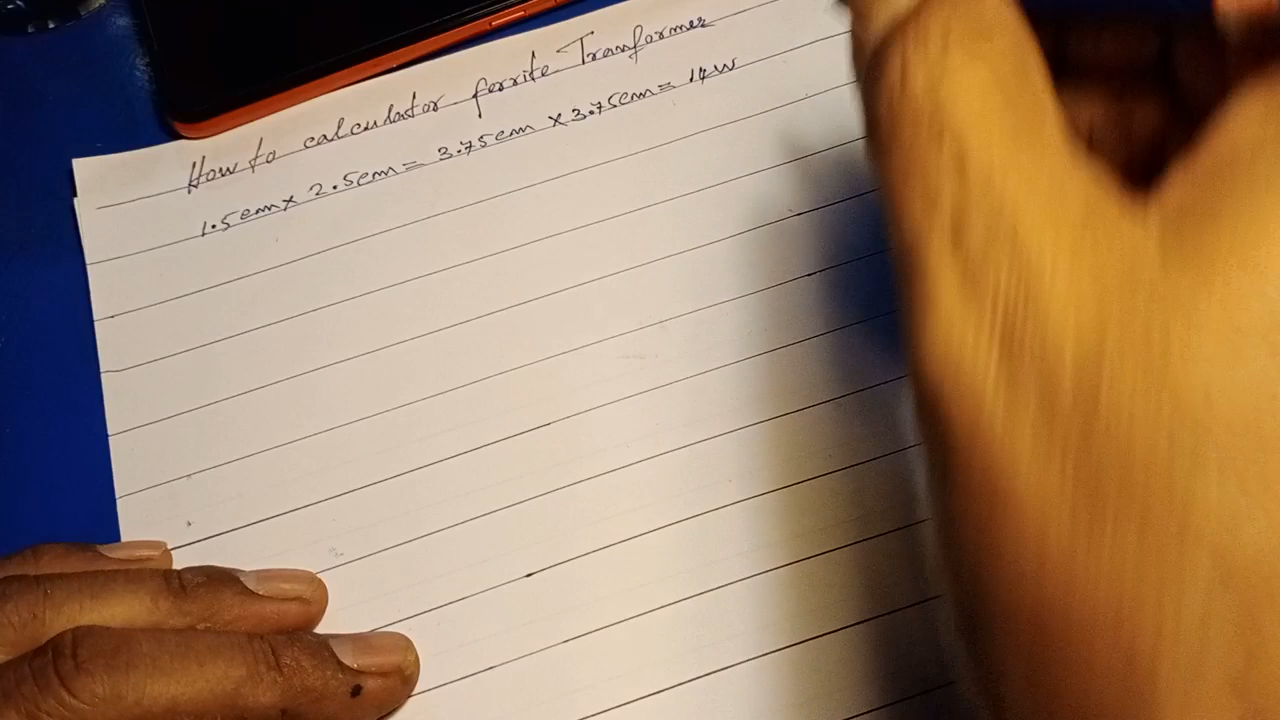 How to calculator ferrite Tranformer
1.5cm x 2.5cm = 3.75cm x 3.75cm = 14w